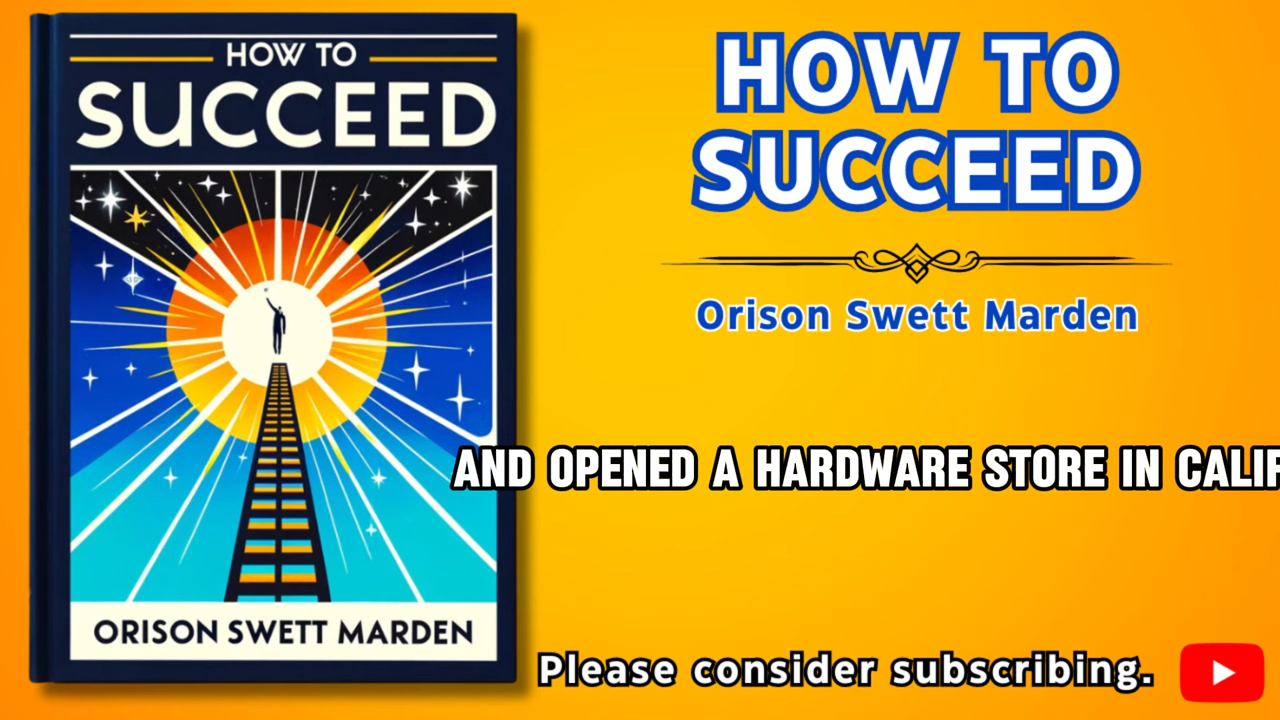 HOW TO
SUCCEED
ORISON SWETT MARDEN
HOW TO
SUCCEED
Orison Swett Marden
AND OPENED A HARDWARE STORE IN CALIF
Please consider subscribing.